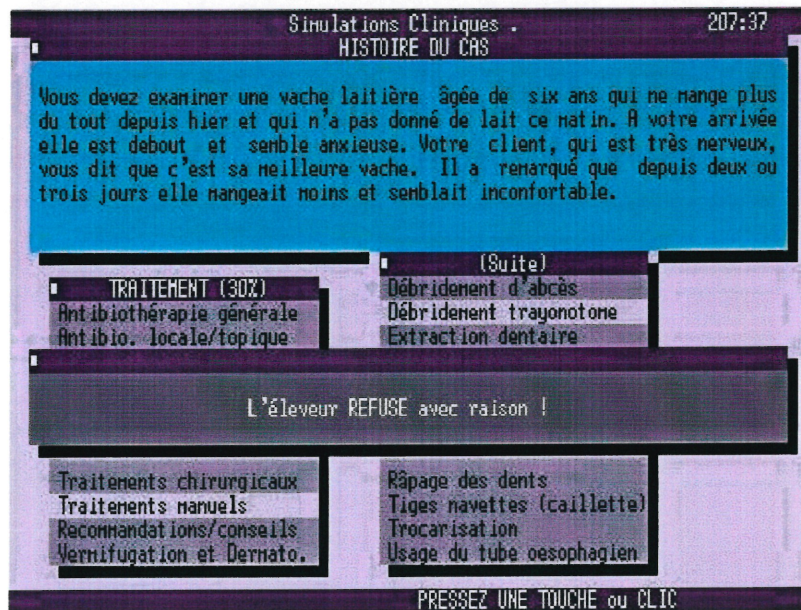 Simulations Cliniques . 207:37
HISTOIRE DU CAS
Vous devez examiner une vache laitière âgée de six ans qui ne mange plus
du tout depuis hier et qui n'a pas donné de lait ce matin. A votre arrivée
elle est debout et semble anxieuse. Votre client, qui est très nerveux,
vous dit que c'est sa meilleure vache. Il a remarqué que depuis deux ou
trois jours elle mangeait moins et semblait inconfortable.
TRAITEMENT (30%)
Antibiothérapie générale
Antibio. locale/topique
(Suite)
Débridement d'abcès
Débridement trayonotome
Extraction dentaire
L'éleveur REFUSE avec raison !
Traitements chirurgicaux
Traitements manuels
Recommandations/conseils
Vermifugation et Dermato.
Râpage des dents
Tiges navettes (caillette)
Trocarisation
Usage du tube oesophagien
PRESSEZ UNE TOUCHE ou CLIC